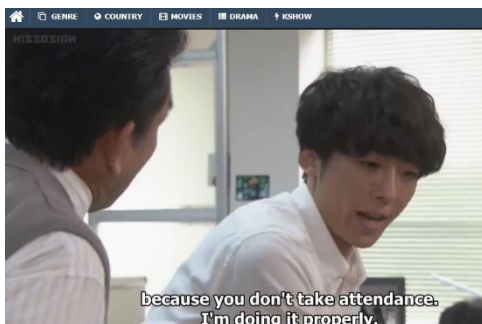 GENRE COUNTRY MOVIES DRAMA KSHOW
because you don't take attendance.
I'm doing it properly.